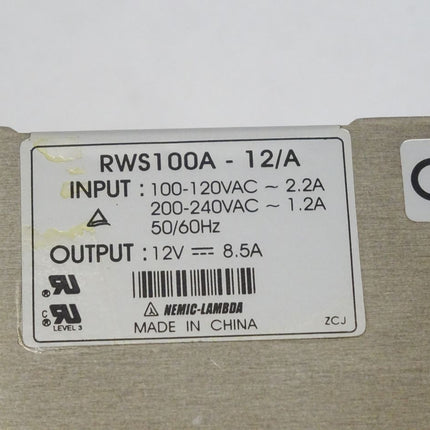 RWS100A - 12/A
INPUT : 100-120VAC ~ 2.2A
200-240VAC ~ 1.2A
50/60Hz
OUTPUT : 12V ⎓ 8.5A
NEMIC-LAMBDA
LEVEL 3
MADE IN CHINA
ZCJ